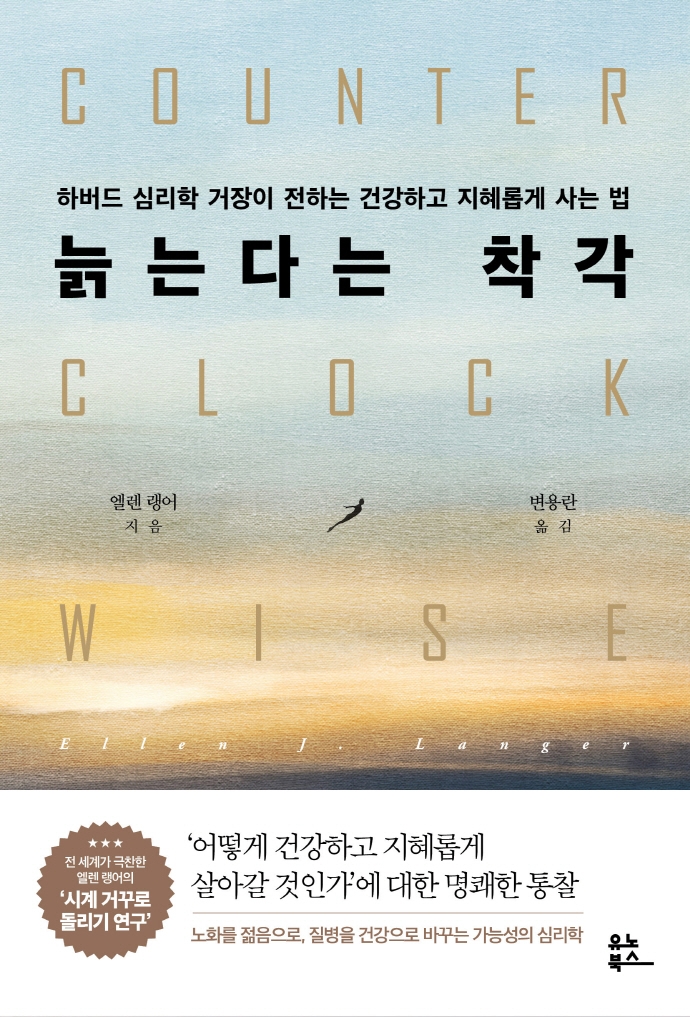 COUNTER
하버드 심리학 거장이 전하는 건강하고 지혜롭게 사는 법
늙는다는 착각
CLOCK
엘렌 랭어
지음
변용란
옮김
WISE
Ellen J. Langer
전 세계가 극찬한
엘렌 랭어의
‘시계 거꾸로
돌리기 연구’
‘어떻게 건강하고 지혜롭게
살아갈 것인가’에 대한 명쾌한 통찰
노화를 젊음으로, 질병을 건강으로 바꾸는 가능성의 심리학
유노
북스